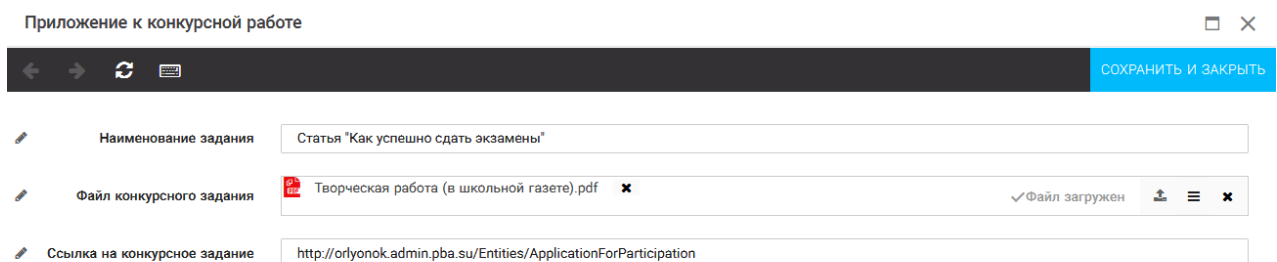 Приложение к конкурсной работе
СОХРАНИТЬ И ЗАКРЫТЬ
Наименование задания Статья "Как успешно сдать экзамены"
Файл конкурсного задания Творческая работа (в школьной газете).pdf Файл загружен
Ссылка на конкурсное задание http://orlyonok.admin.pba.su/Entities/ApplicationForParticipation